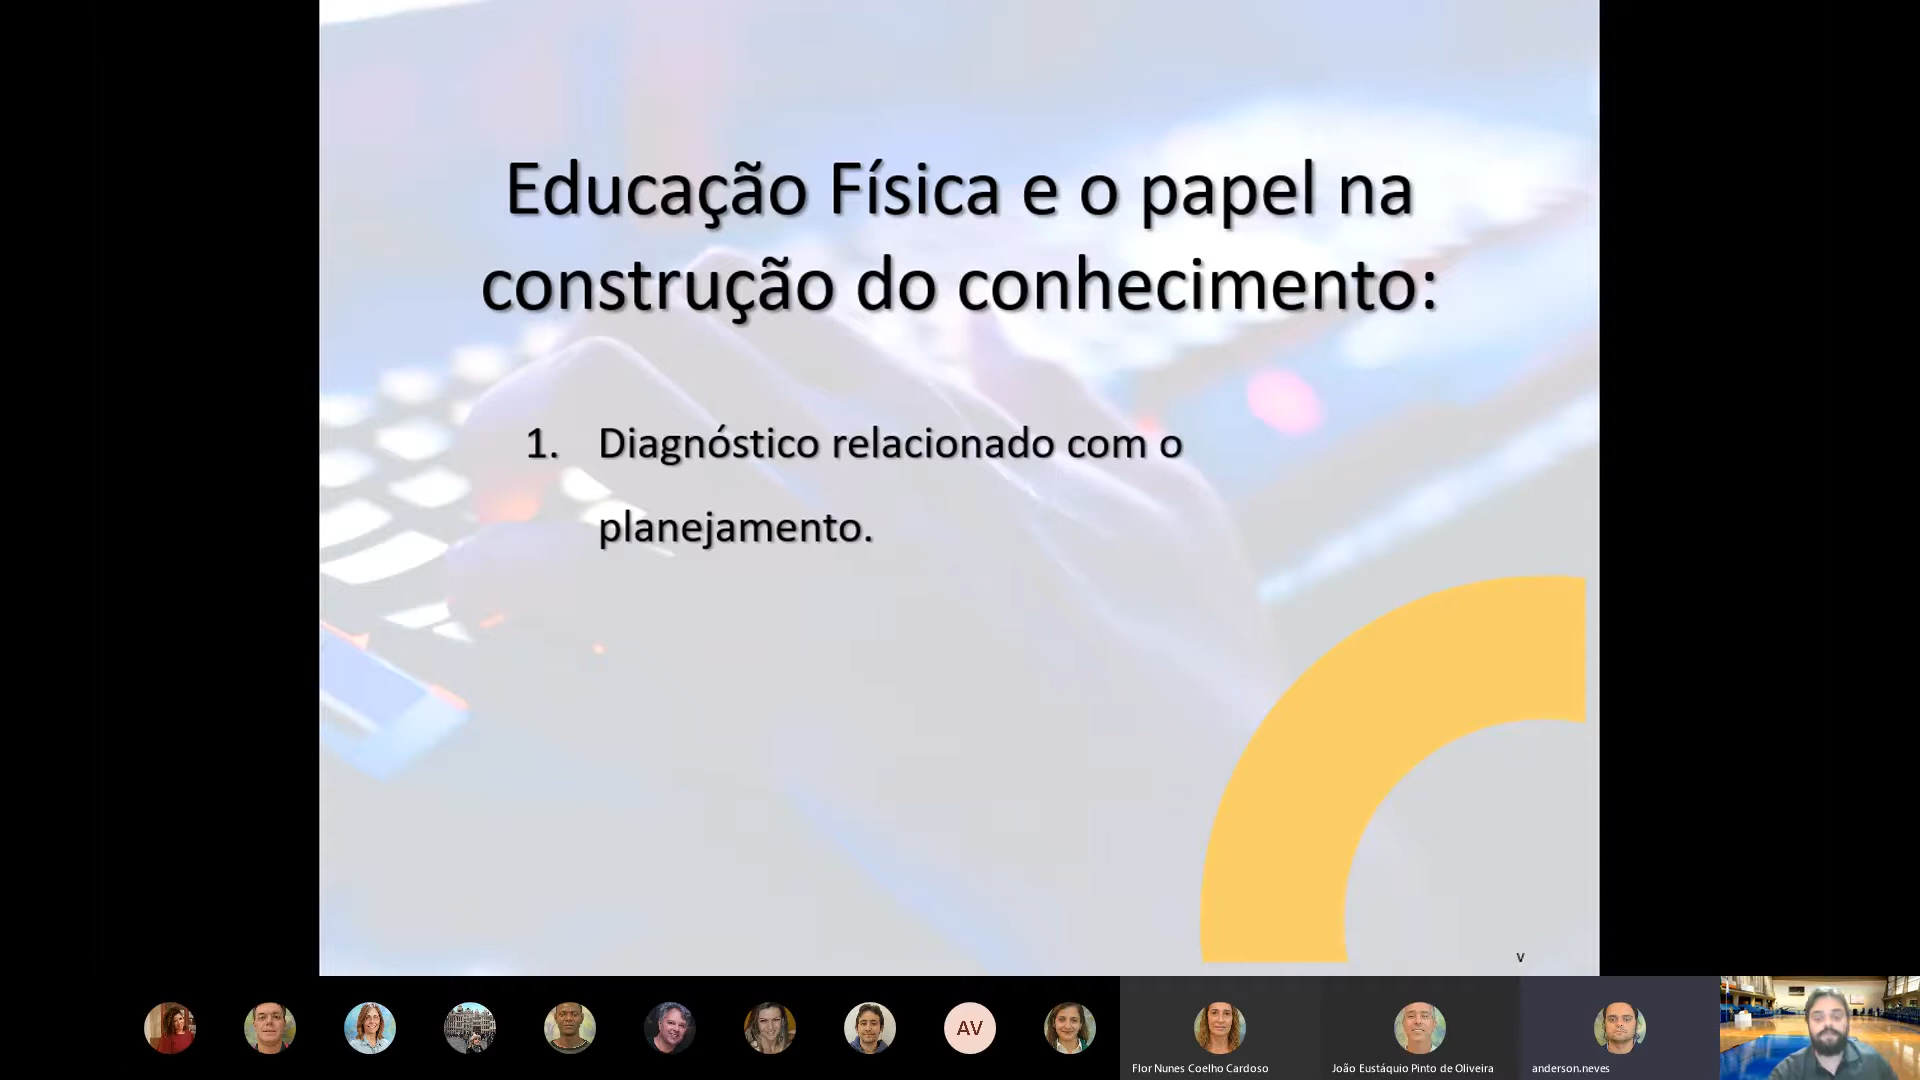 Educação Física e o papel na
construção do conhecimento:
1. Diagnóstico relacionado com o
planejamento.
v
AV
Flor Nunes Coelho Cardoso
João Eustáquio Pinto de Oliveira
anderson.neves